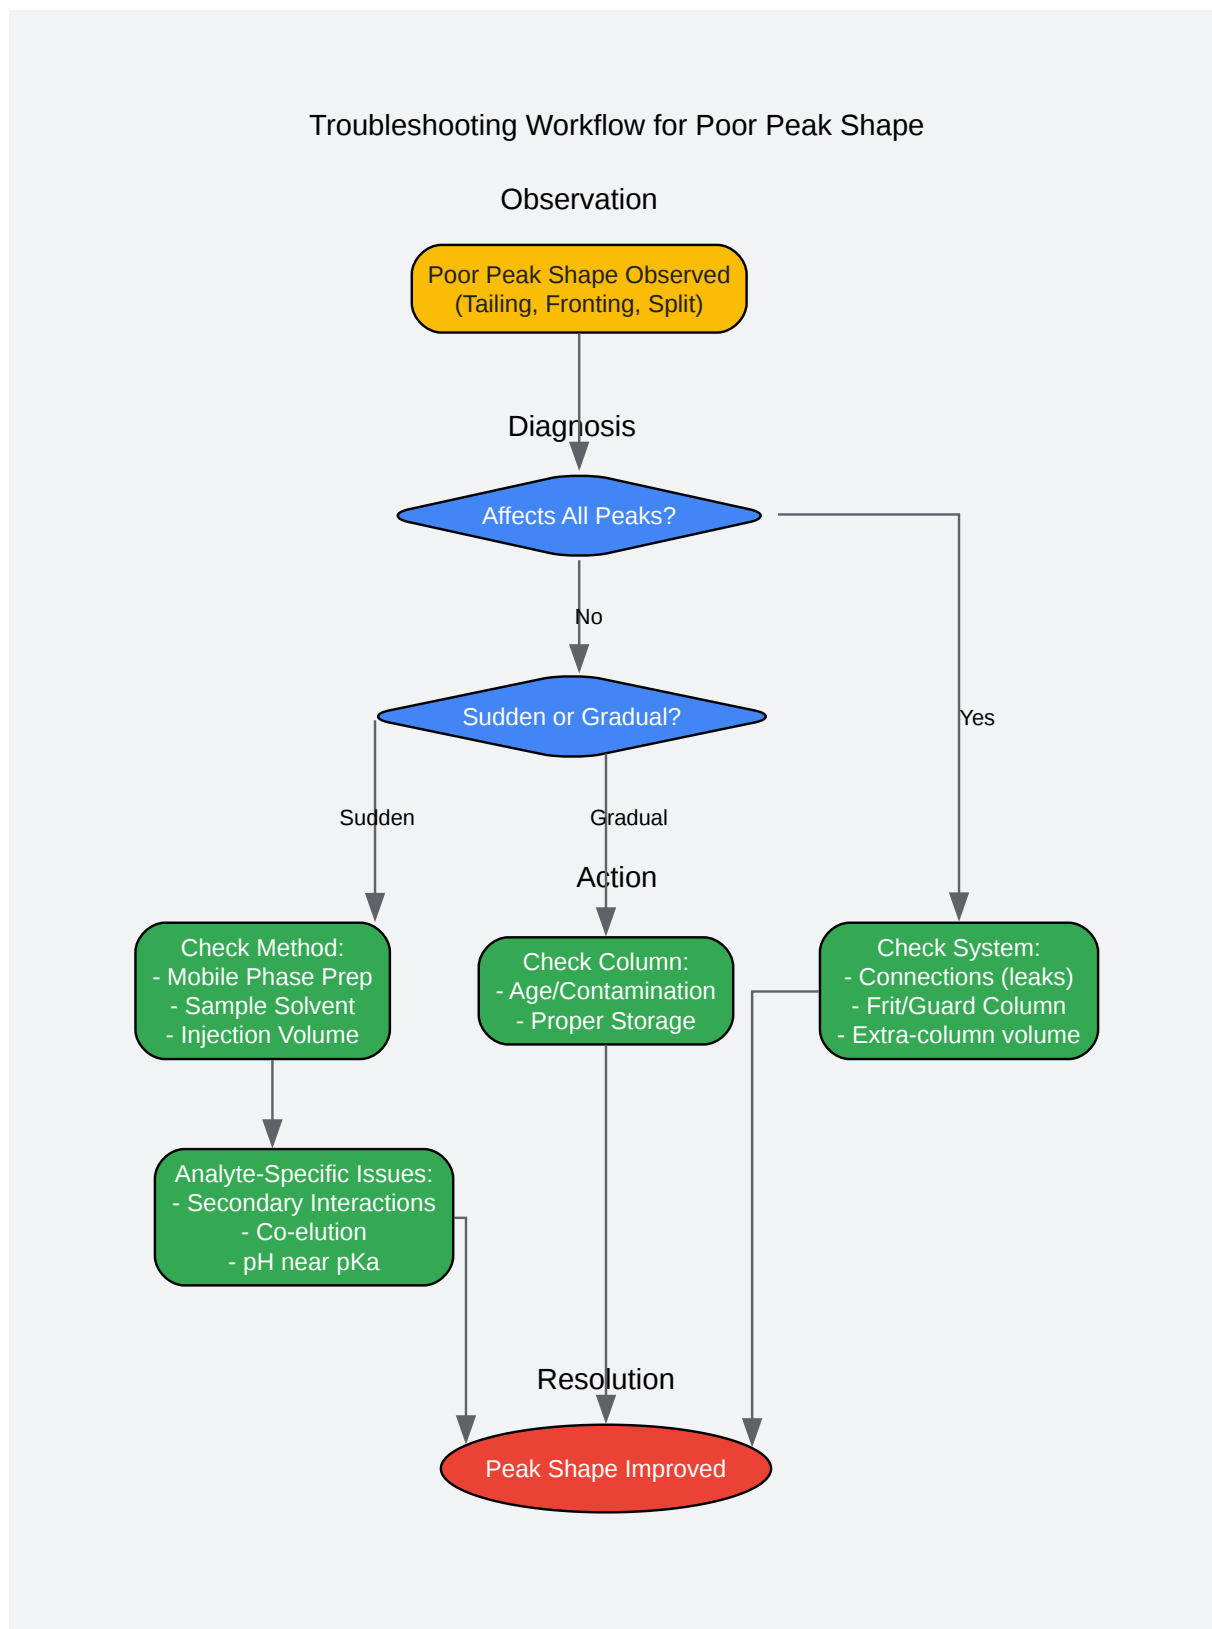 Troubleshooting Workflow for Poor Peak Shape
Observation
Poor Peak Shape Observed
(Tailing, Fronting, Split)
Diagnosis
Affects All Peaks?
No
Sudden or Gradual?
Yes
Sudden
Gradual
Action
Check Method:
- Mobile Phase Prep
- Sample Solvent
- Injection Volume
Check Column:
- Age/Contamination
- Proper Storage
Check System:
- Connections (leaks)
- Frit/Guard Column
- Extra-column volume
Analyte-Specific Issues:
- Secondary Interactions
- Co-elution
- pH near pKa
Resolution
Peak Shape Improved